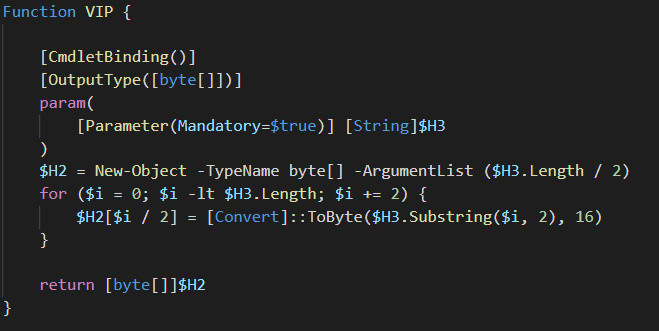 Function VIP {
[CmdletBinding()]
[OutputType([byte[]])]
param(
[Parameter(Mandatory=$true)] [String]$H3
)
$H2 = New-Object -TypeName byte[] -ArgumentList ($H3.Length / 2)
for ($i = 0; $i -lt $H3.Length; $i += 2) {
$H2[$i / 2] = [Convert]::ToByte($H3.Substring($i, 2), 16)
}
return [byte[]]$H2
}